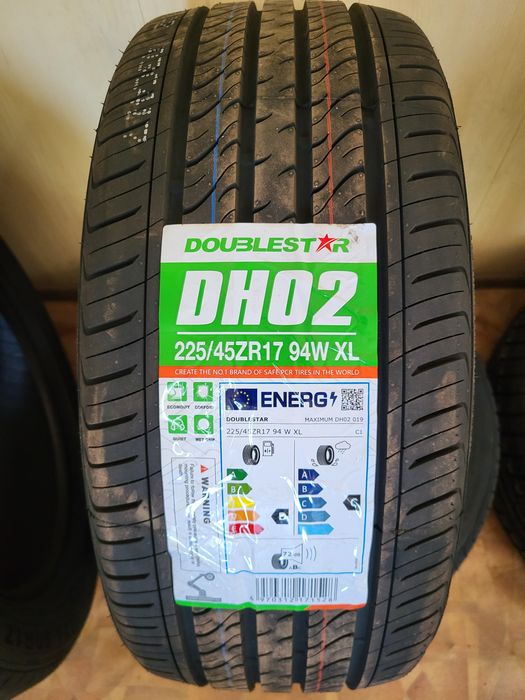 DOUBLESTAR
DH02
225/45ZR17 94W XL
CREATE THE NO.1 BRAND OF SAFE PCR TIRES IN THE WORLD
ECONOMY COMFORT
QUIET WET GRIP
ENERG
DOUBLESTAR MAXIMUM DH02 019
225/45ZR17 94 W XL C1
WARNING
A A
B B
C C
D D
E
72 dB